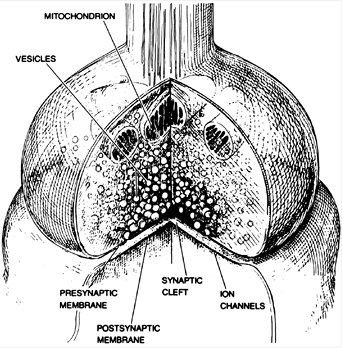 MITOCHONDRION
VESICLES
PRESYNAPTIC
MEMBRANE
POSTSYNAPTIC
MEMBRANE
SYNAPTIC
CLEFT
ION
CHANNELS